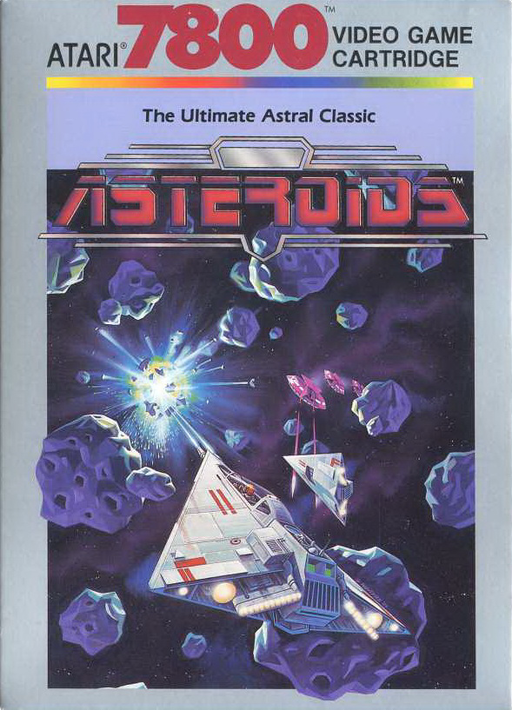 ATARI® 7800™ VIDEO GAME
CARTRIDGE
The Ultimate Astral Classic
ASTEROIDS™